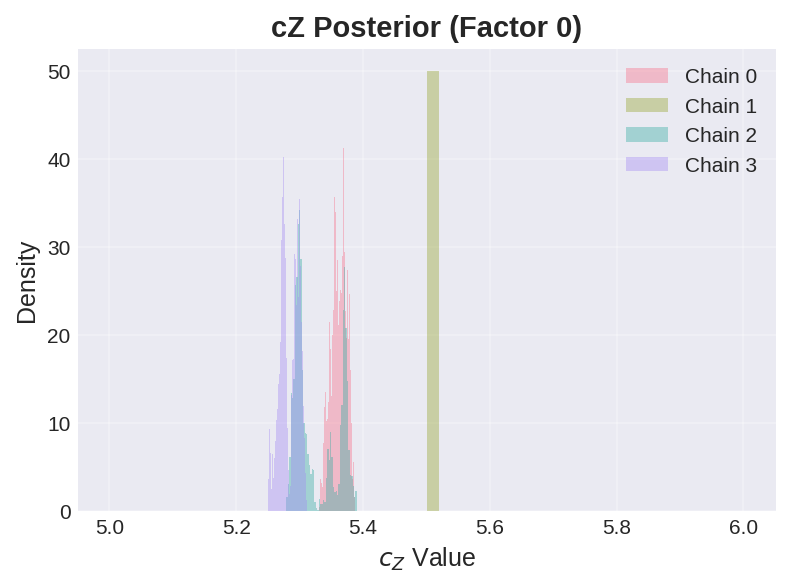 cZ Posterior (Factor 0)
50
40
30
20
10
0
Density
Chain 0
Chain 1
Chain 2
Chain 3
5.0 5.2 5.4 5.6 5.8 6.0
cZ Value